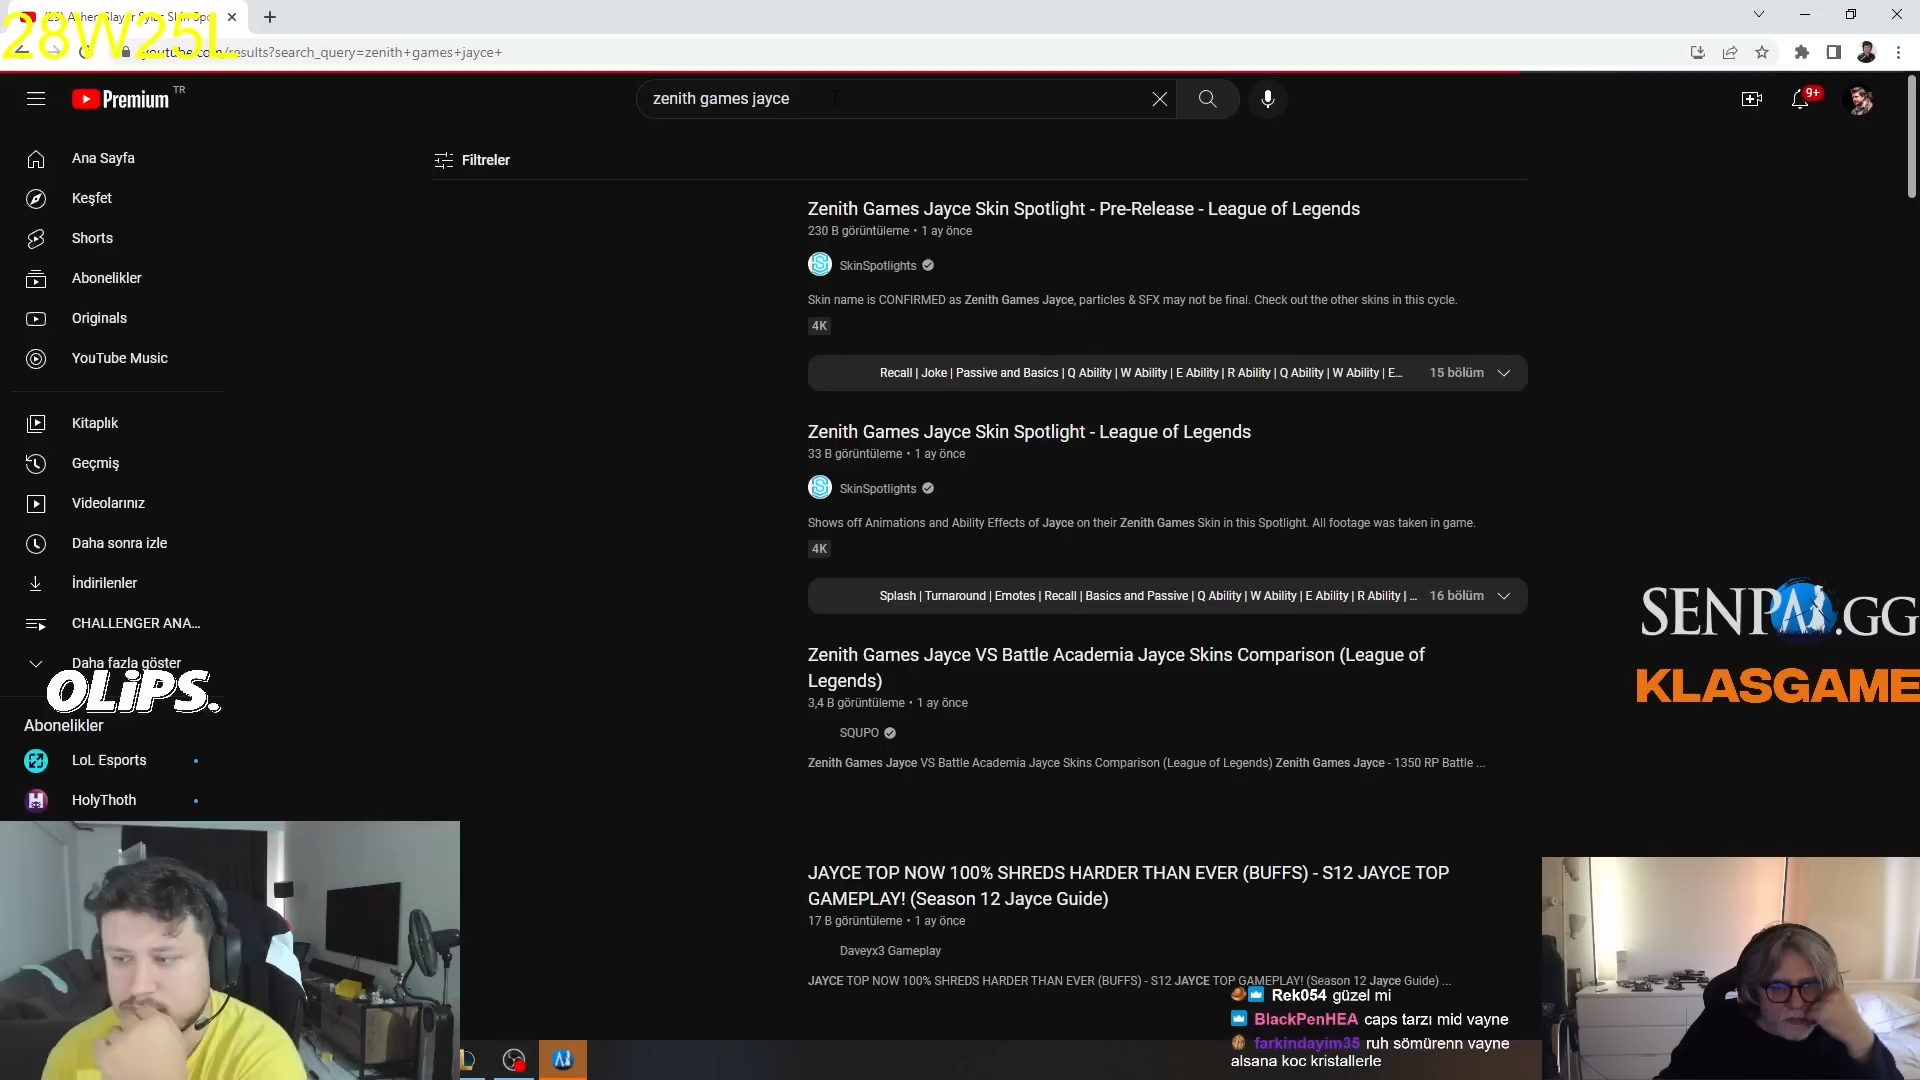 28W25L
youtube.com/results?search_query=zenith+games+jayce+
Premium TR
zenith games jayce
9+
Ana Sayfa
Keşfet
Shorts
Abonelikler
Originals
YouTube Music
Kitaplık
Geçmiş
Videolarınız
Daha sonra izle
İndirilenler
CHALLENGER ANA...
Daha fazla göster
OLiPS.
Abonelikler
LoL Esports
HolyThoth
Filtreler
Zenith Games Jayce Skin Spotlight - Pre-Release - League of Legends
230 B görüntüleme • 1 ay önce
SkinSpotlights
Skin name is CONFIRMED as Zenith Games Jayce, particles & SFX may not be final. Check out the other skins in this cycle.
4K
Recall | Joke | Passive and Basics | Q Ability | W Ability | E Ability | R Ability | Q Ability | W Ability | E... 15 bölüm
Zenith Games Jayce Skin Spotlight - League of Legends
33 B görüntüleme • 1 ay önce
SkinSpotlights
Shows off Animations and Ability Effects of Jayce on their Zenith Games Skin in this Spotlight. All footage was taken in game.
4K
Splash | Turnaround | Emotes | Recall | Basics and Passive | Q Ability | W Ability | E Ability | R Ability | ... 16 bölüm
Zenith Games Jayce VS Battle Academia Jayce Skins Comparison (League of
Legends)
3,4 B görüntüleme • 1 ay önce
SQUPO
Zenith Games Jayce VS Battle Academia Jayce Skins Comparison (League of Legends) Zenith Games Jayce - 1350 RP Battle ...
JAYCE TOP NOW 100% SHREDS HARDER THAN EVER (BUFFS) - S12 JAYCE TOP
GAMEPLAY! (Season 12 Jayce Guide)
17 B görüntüleme • 1 ay önce
Daveyx3 Gameplay
JAYCE TOP NOW 100% SHREDS HARDER THAN EVER (BUFFS) - S12 JAYCE TOP GAMEPLAY! (Season 12 Jayce Guide) ...
SENPAI.GG
KLASGAME
Rek054 güzel mi
BlackPenHEA caps tarzı mid vayne
farkindayim35 ruh sömürenn vayne
alsana koc kristallerle